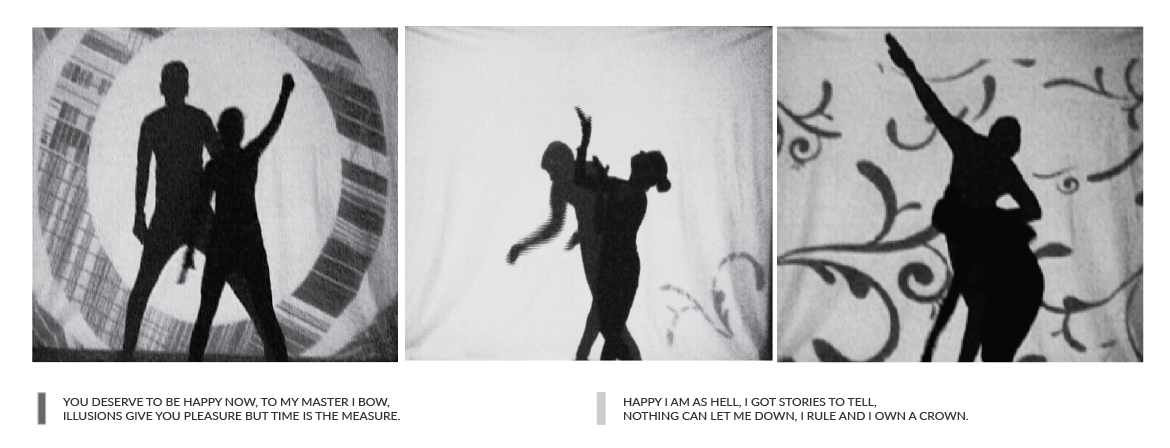 YOU DESERVE TO BE HAPPY NOW, TO MY MASTER I BOW,
ILLUSIONS GIVE YOU PLEASURE BUT TIME IS THE MEASURE.
HAPPY I AM AS HELL, I GOT STORIES TO TELL,
NOTHING CAN LET ME DOWN, I RULE AND I OWN A CROWN.